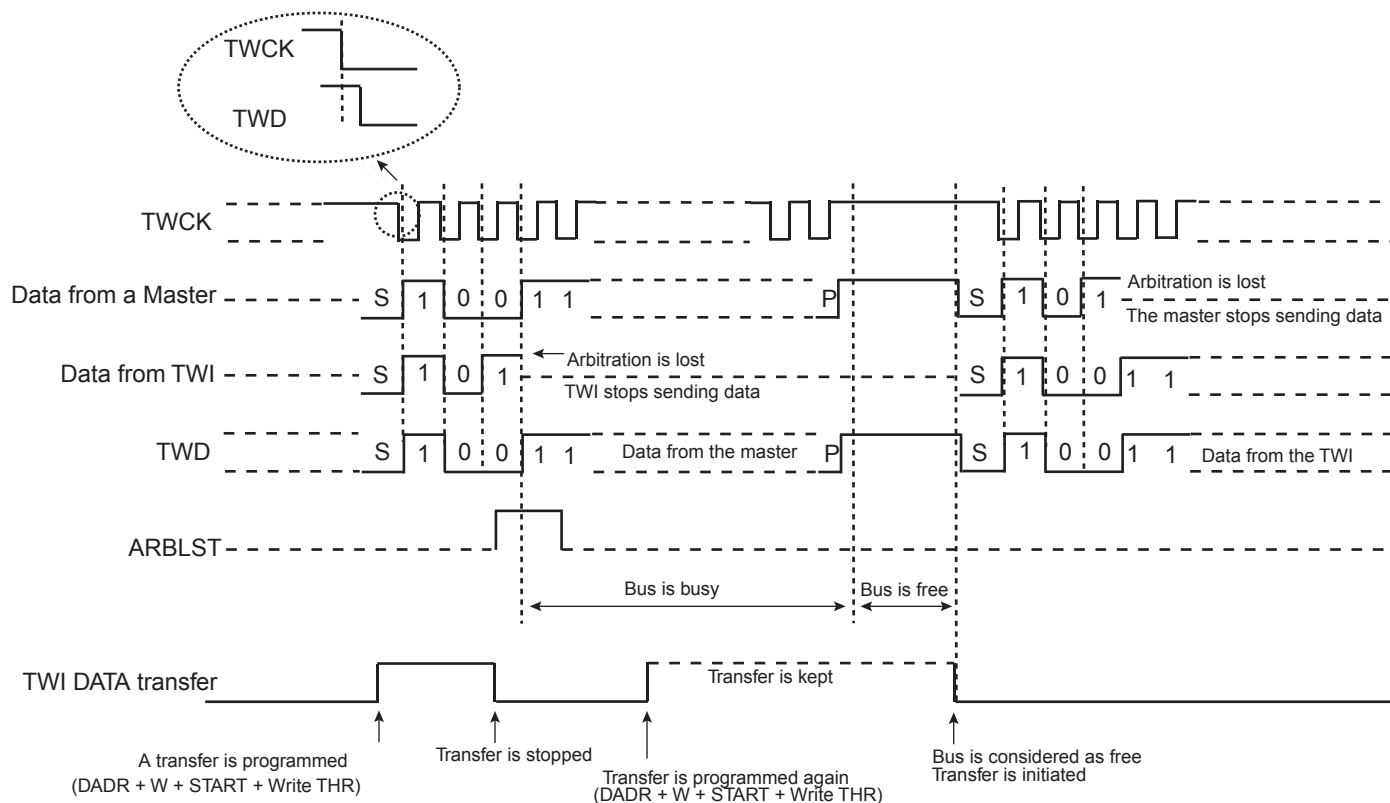 TWCK
TWD
TWCK
Data from a Master
S 1 0 0 1 1
P
S 1 0 1
Arbitration is lost
The master stops sending data
Data from TWI
S 1 0 1
Arbitration is lost
TWI stops sending data
S 1 0 0 1 1
TWD
S 1 0 0 1 1
Data from the master
P
S 1 0 0 1 1
Data from the TWI
ARBLST
Bus is busy
Bus is free
TWI DATA transfer
Transfer is kept
A transfer is programmed
(DADR + W + START + Write THR)
Transfer is stopped
Transfer is programmed again
(DADR + W + START + Write THR)
Bus is considered as free
Transfer is initiated